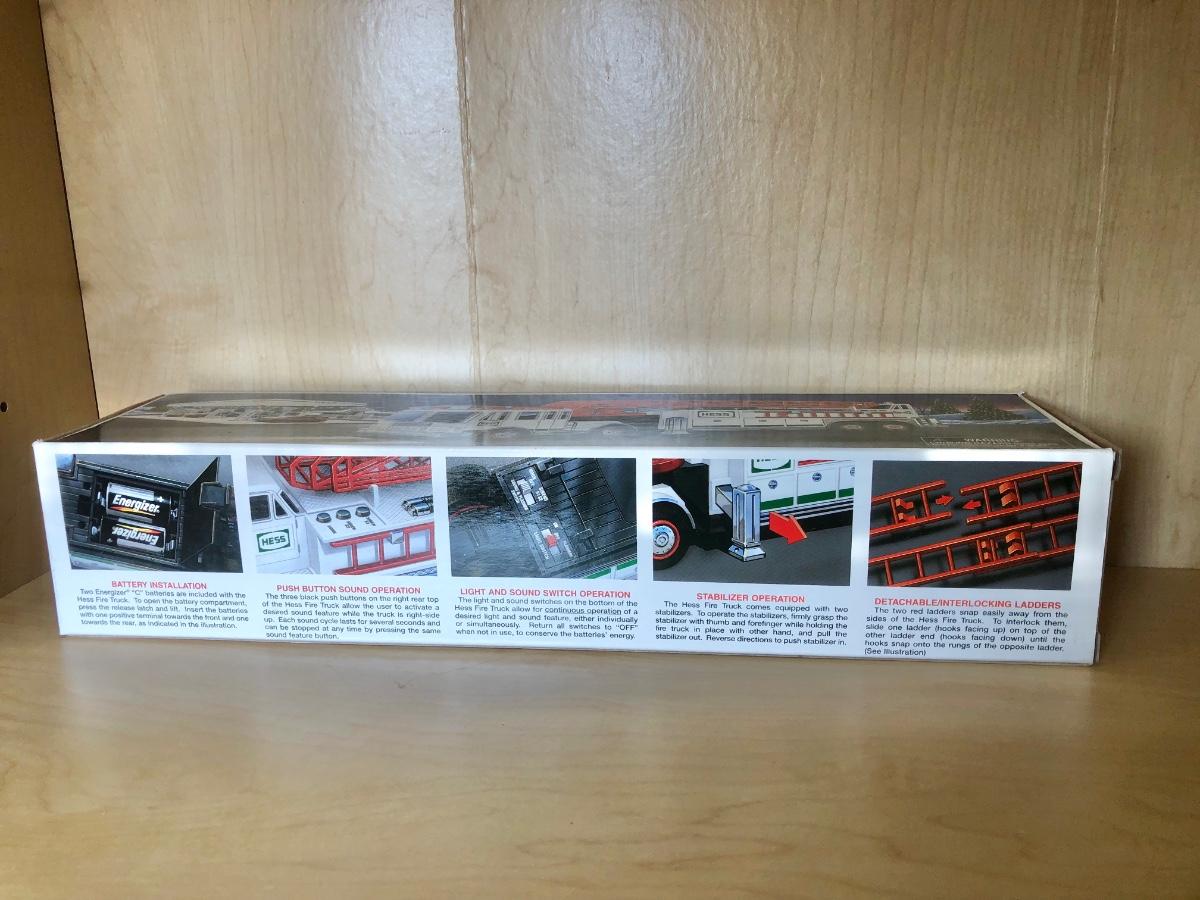 HESS
WARNING
Energizer
Energizer
HESS
BATTERY INSTALLATION
Two Energizer® "C" batteries are included with the
Hess Fire Truck. To open the battery compartment,
press the release latch and lift. Insert the batteries
with one positive terminal towards the front and one
towards the rear, as indicated in the illustration.
PUSH BUTTON SOUND OPERATION
The three black push buttons on the right rear top
of the Hess Fire Truck allow the user to activate a
desired sound feature while the truck is right-side
up. Each sound cycle lasts for several seconds and
can be stopped at any time by pressing the same
sound feature button.
LIGHT AND SOUND SWITCH OPERATION
The light and sound switches on the bottom of the
Hess Fire Truck allow for continuous operation of a
desired light and sound feature, either individually
or simultaneously. Return all switches to "OFF"
when not in use, to conserve the batteries' energy.
STABILIZER OPERATION
The Hess Fire Truck comes equipped with two
stabilizers. To operate the stabilizers, firmly grasp the
stabilizer with thumb and forefinger while holding the
fire truck in place with other hand, and pull the
stabilizer out. Reverse directions to push stabilizer in.
DETACHABLE/INTERLOCKING LADDERS
The two red ladders snap easily away from the
sides of the Hess Fire Truck. To interlock them,
slide one ladder (hooks facing up) on top of the
other ladder end (hooks facing down) until the
hooks snap onto the rungs of the opposite ladder.
(See Illustration)